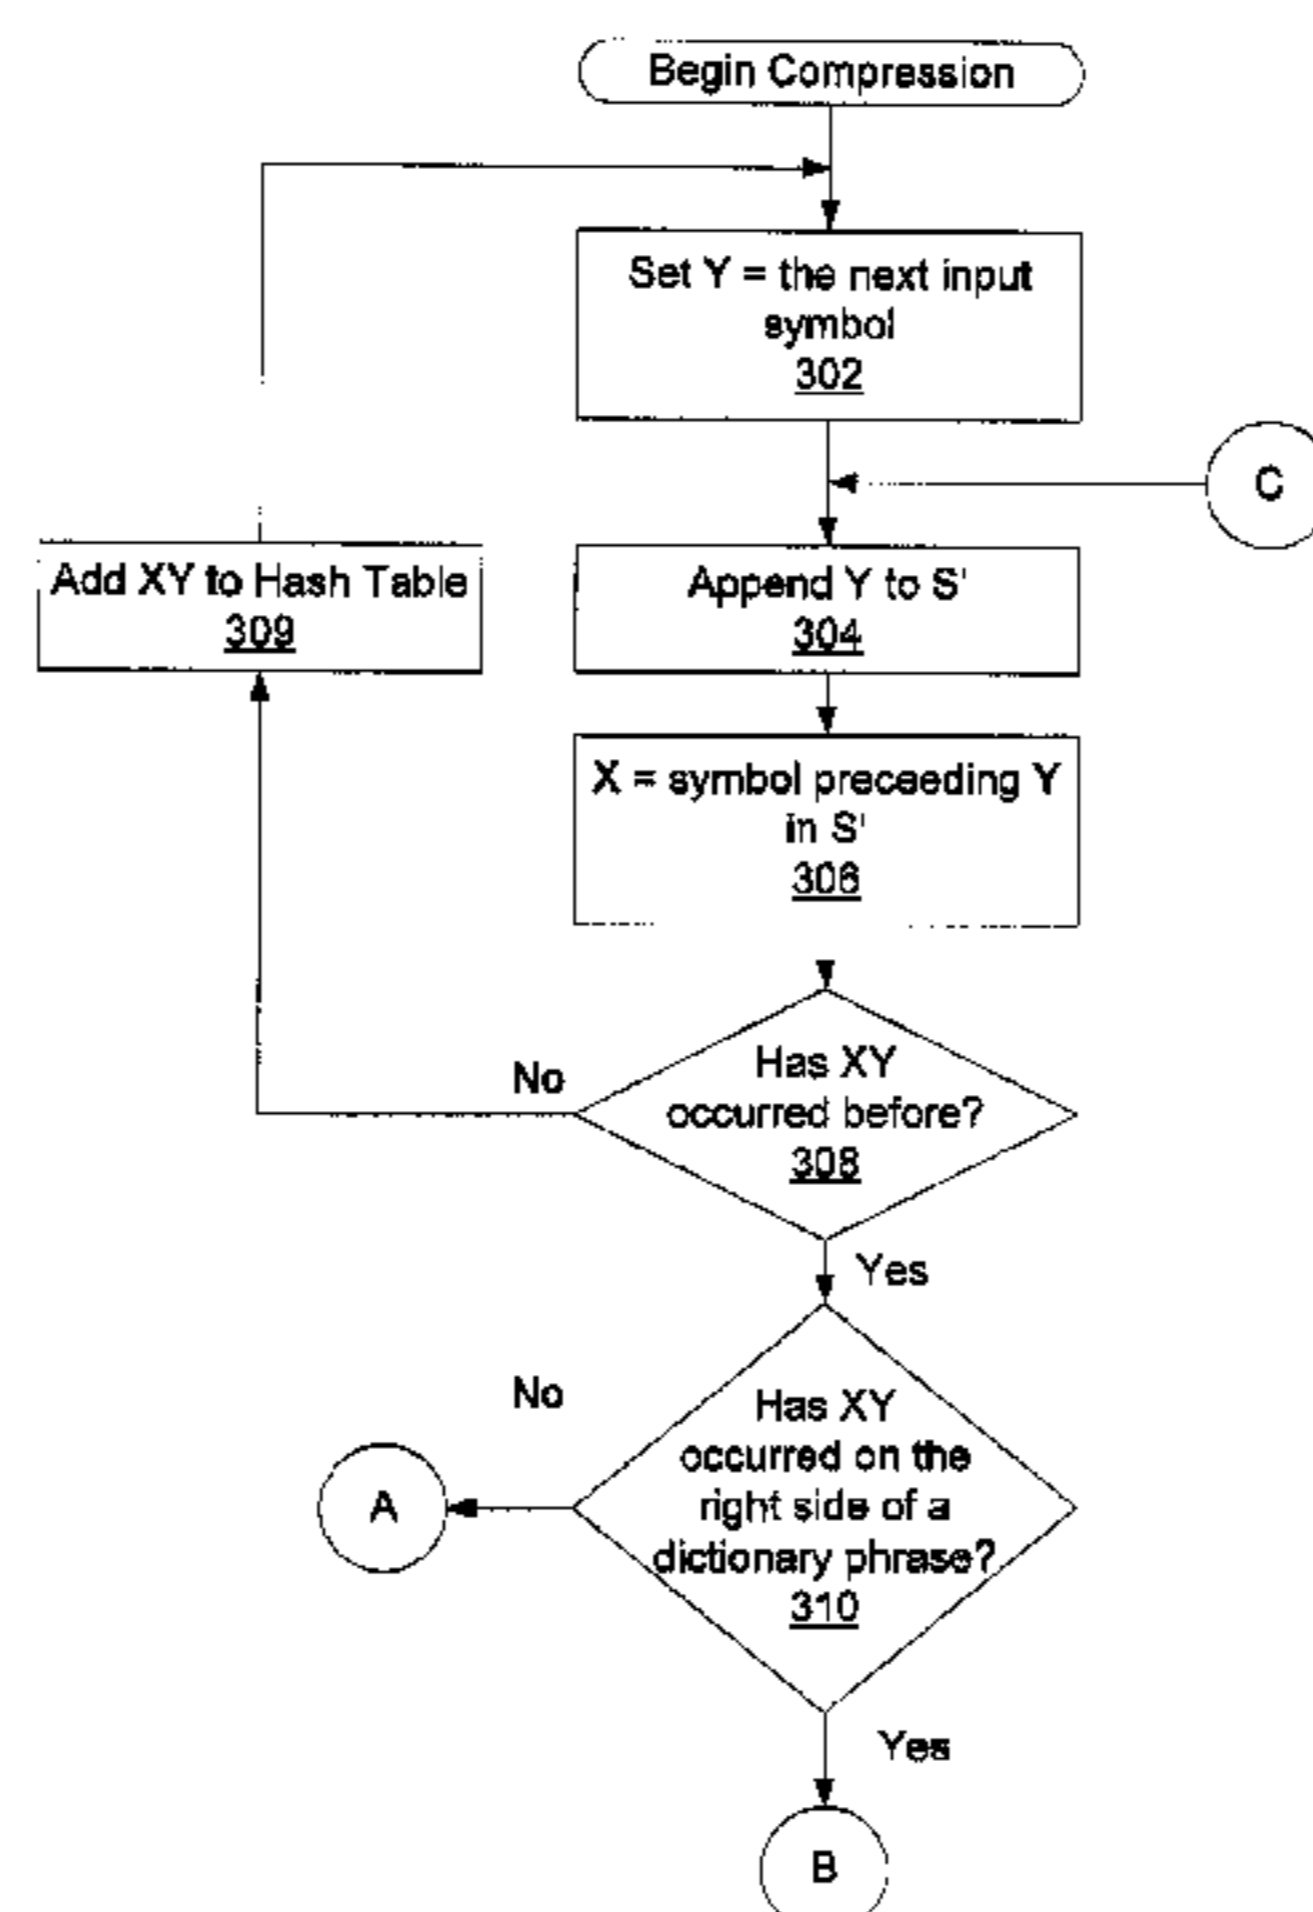 Begin Compression
Set Y = the next input
symbol
302
C
Add XY to Hash Table
309
Append Y to S'
304
X = symbol preceeding Y
in S'
306
Has XY
occurred before?
308
No
Yes
Has XY
occurred on the
right side of a
dictionary phrase?
310
No
A
Yes
B